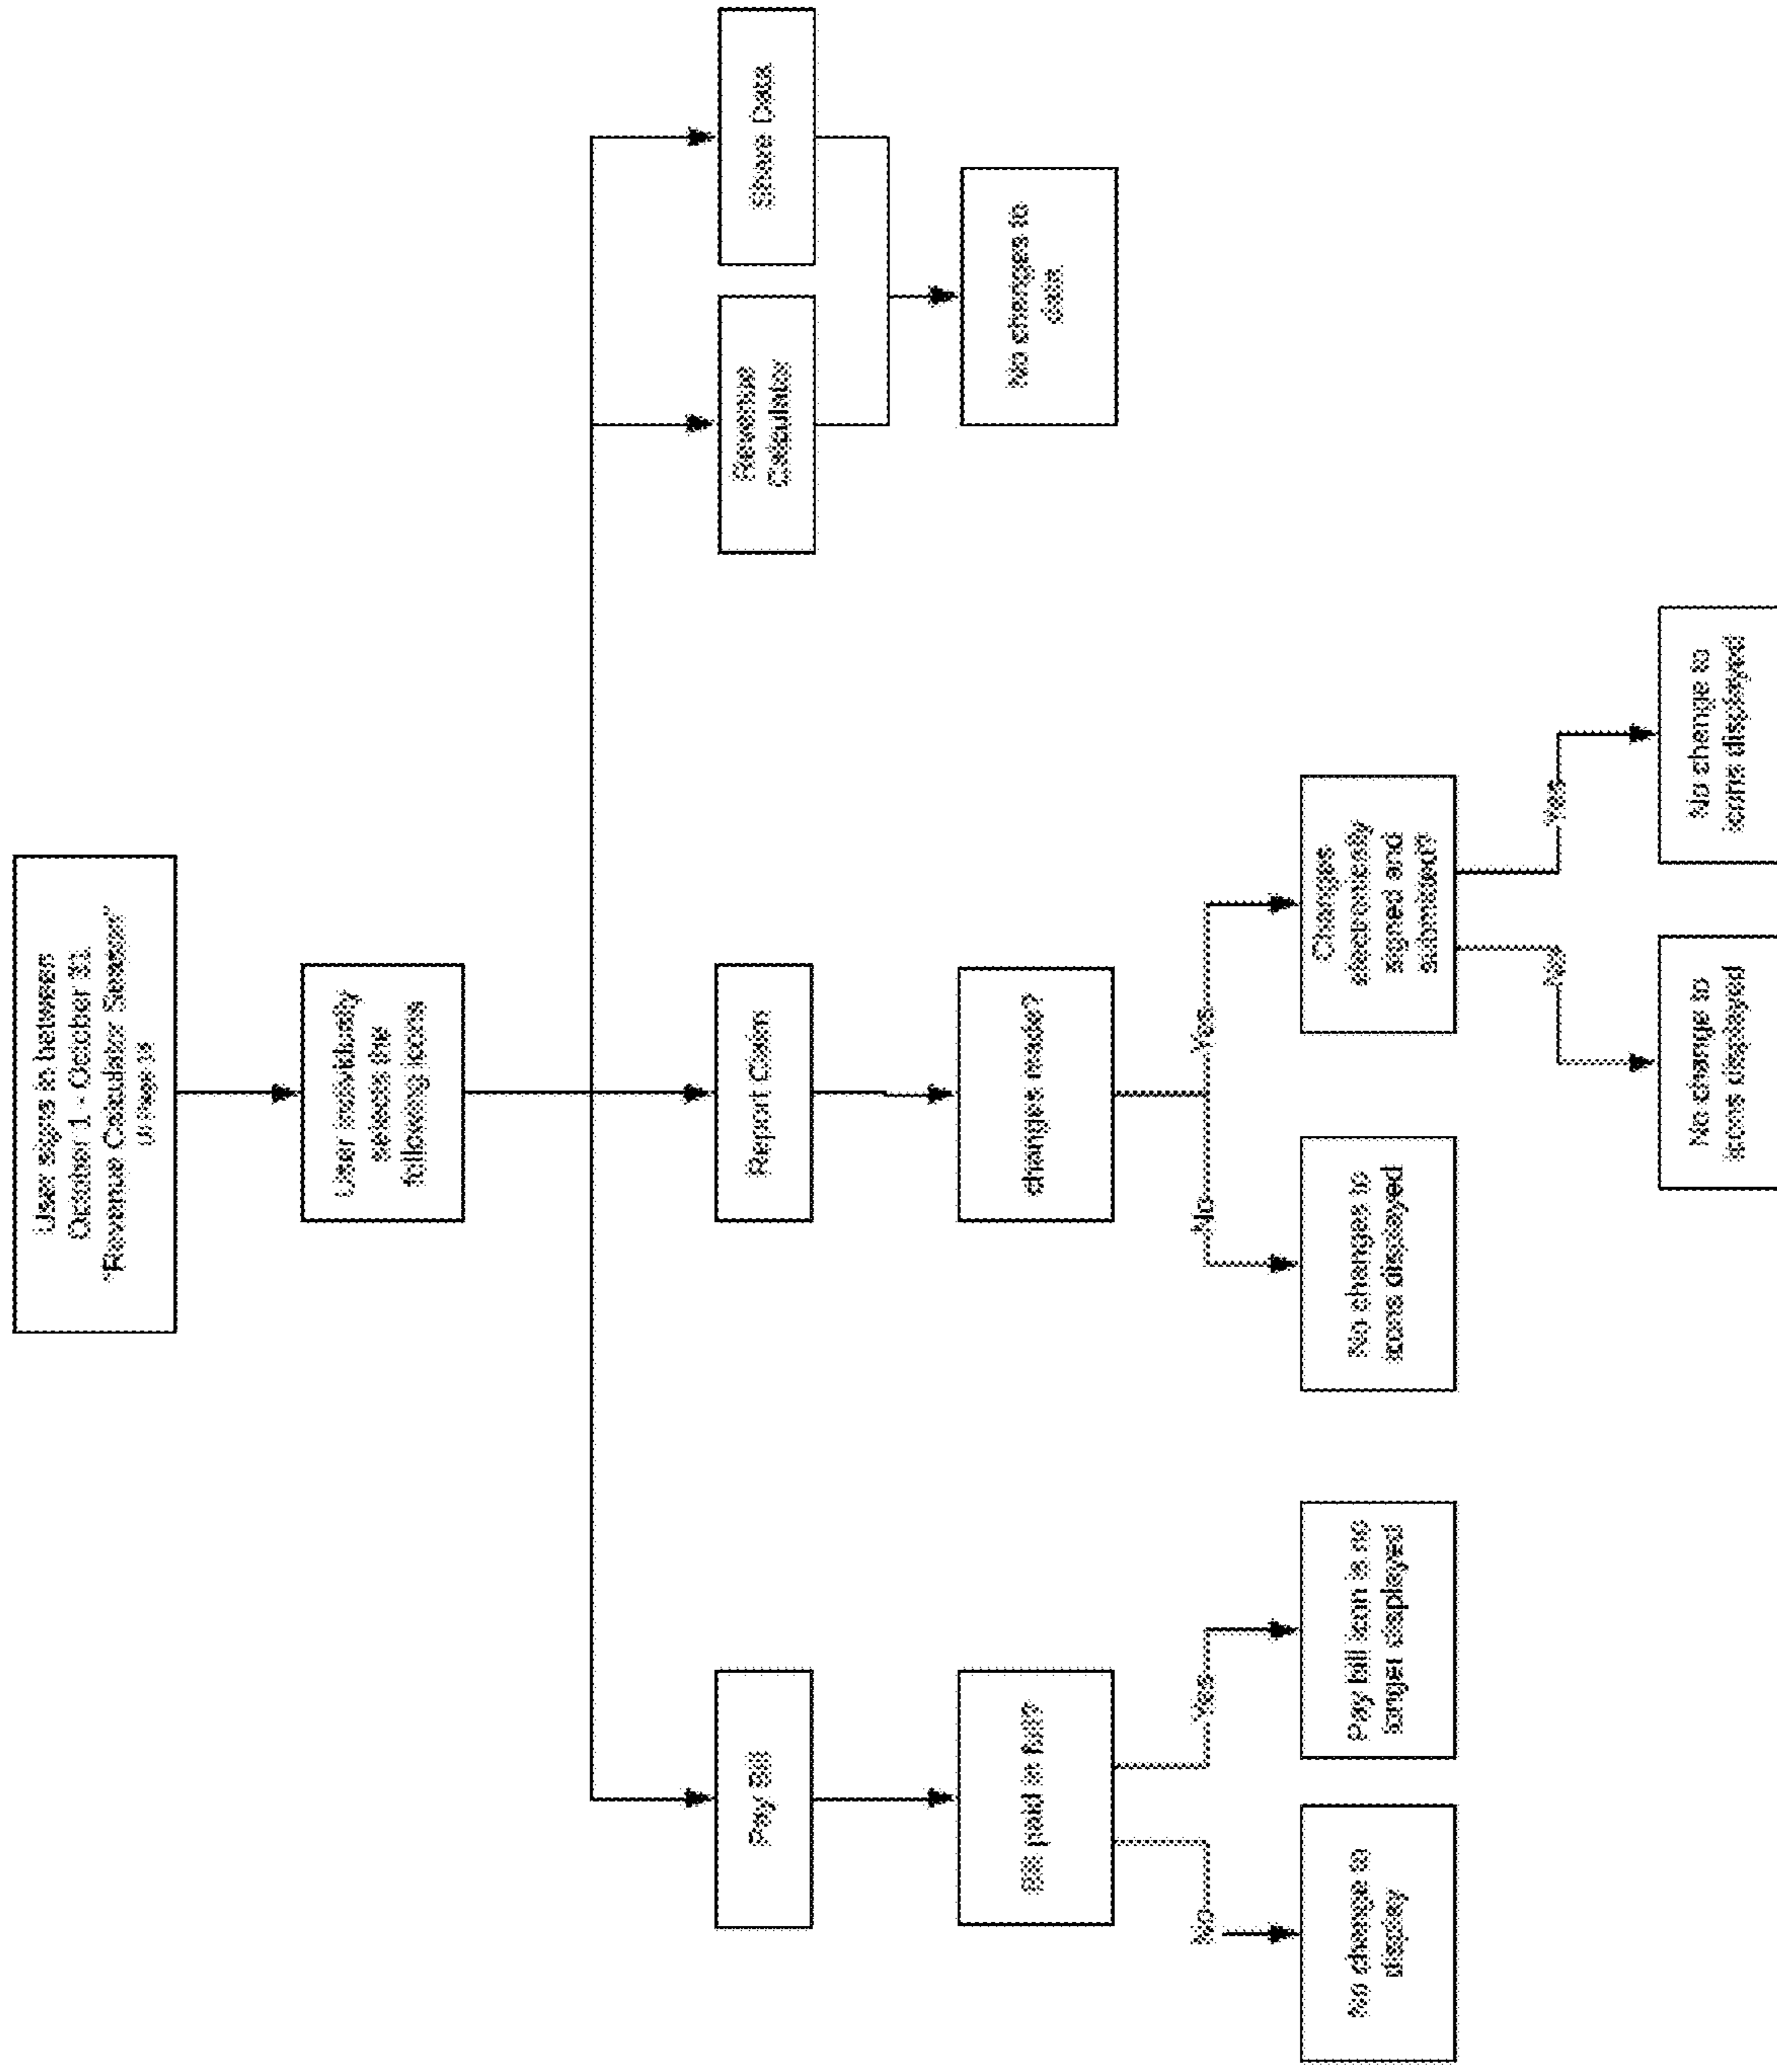 User signs in between
October 1 - October 31
"Revenue Calculator Season"
UI Page 18
User individually
selects the
following icons
Pay Bill
Report Claim
Revenue
Calculator
Share Data
Bill paid in full?
changes made?
No changes to
data
No
Yes
No
Yes
No change to
display
Pay bill icon is no
longer displayed
No changes to
icons displayed
Changes
electronically
signed and
submitted?
No
Yes
No change to
icons displayed
No change to
icons displayed